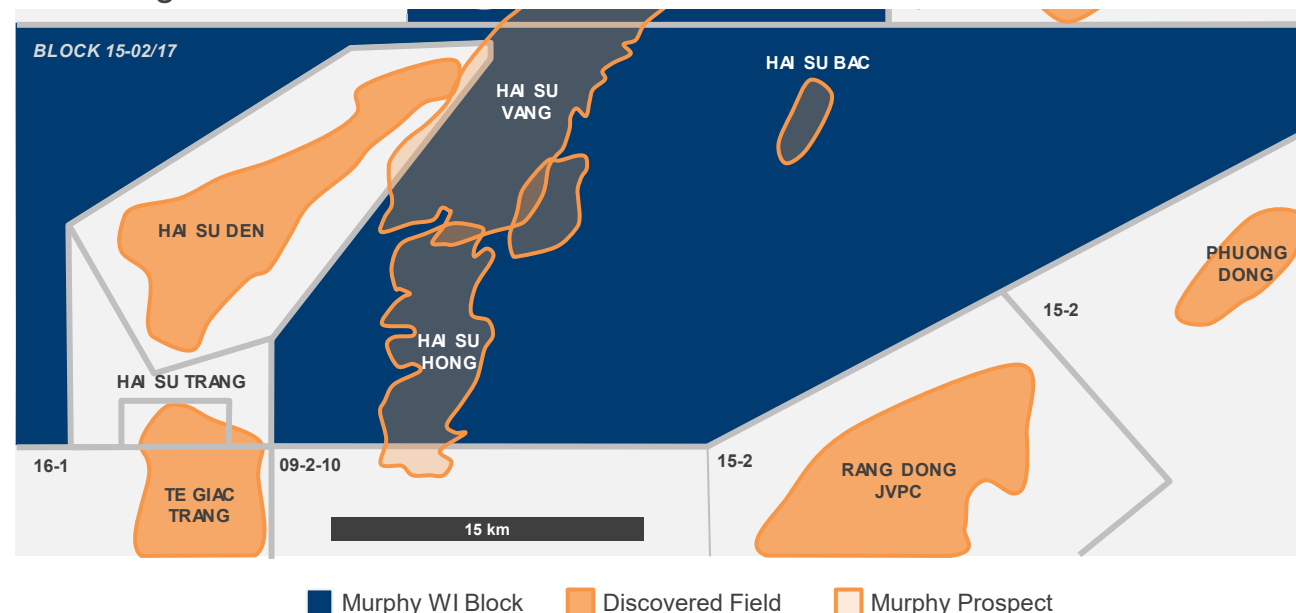 BLOCK 15-02/17
HAI SU
VANG
HAI SU BAC
HAI SU DEN
PHUONG
DONG
15-2
HAI SU
HONG
HAI SU TRANG
16-1
09-2-10
15-2
RANG DONG
JVPC
TE GIAC
TRANG
15 km
Murphy WI Block
Discovered Field
Murphy Prospect